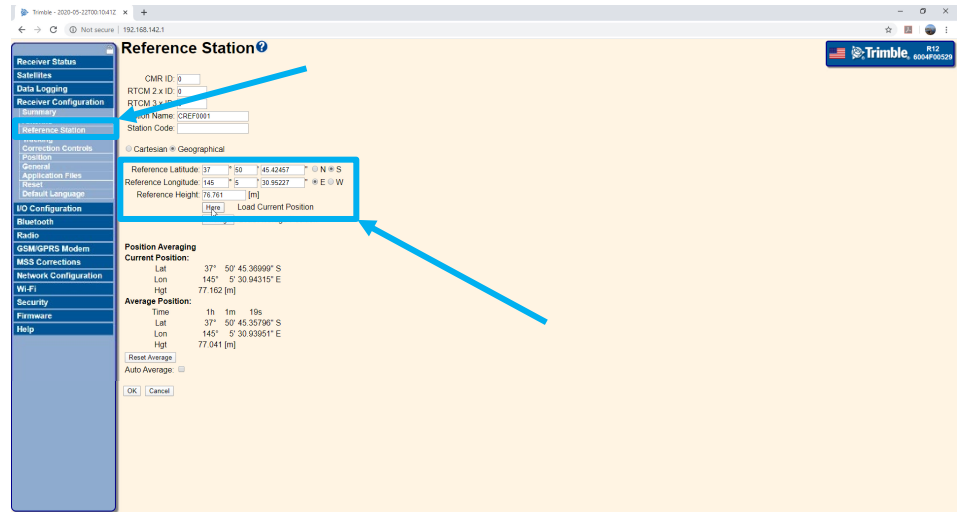 Trimble - 2020-05-22T00:10:41Z
Not secure | 192.168.142.1
Receiver Status
Satellites
Data Logging
Receiver Configuration
Summary
Reference Station
Tracking
Correction Controls
Position
General
Application Files
Reset
Default Language
I/O Configuration
Bluetooth
Radio
GSM/GPRS Modem
MSS Corrections
Network Configuration
Wi-Fi
Security
Firmware
Help
Reference Station
Trimble
R12
6004F00529
CMR ID: 0
RTCM 2.x ID: 0
RTCM 3.x ID:
Name: CREF0001
Station Code:
Cartesian Geographical
Reference Latitude: 37 ° 50 ' 45.42457 " N S
Reference Longitude: 145 ° 5 ' 30.95227 " E W
Reference Height: 76.761 [m]
Here Load Current Position
Position Averaging
Current Position:
Lat 37° 50' 45.36999" S
Lon 145° 5' 30.94315" E
Hgt 77.162 [m]
Average Position:
Time 1h 1m 19s
Lat 37° 50' 45.35796" S
Lon 145° 5' 30.93951" E
Hgt 77.041 [m]
Reset Average
Auto Average:
OK Cancel